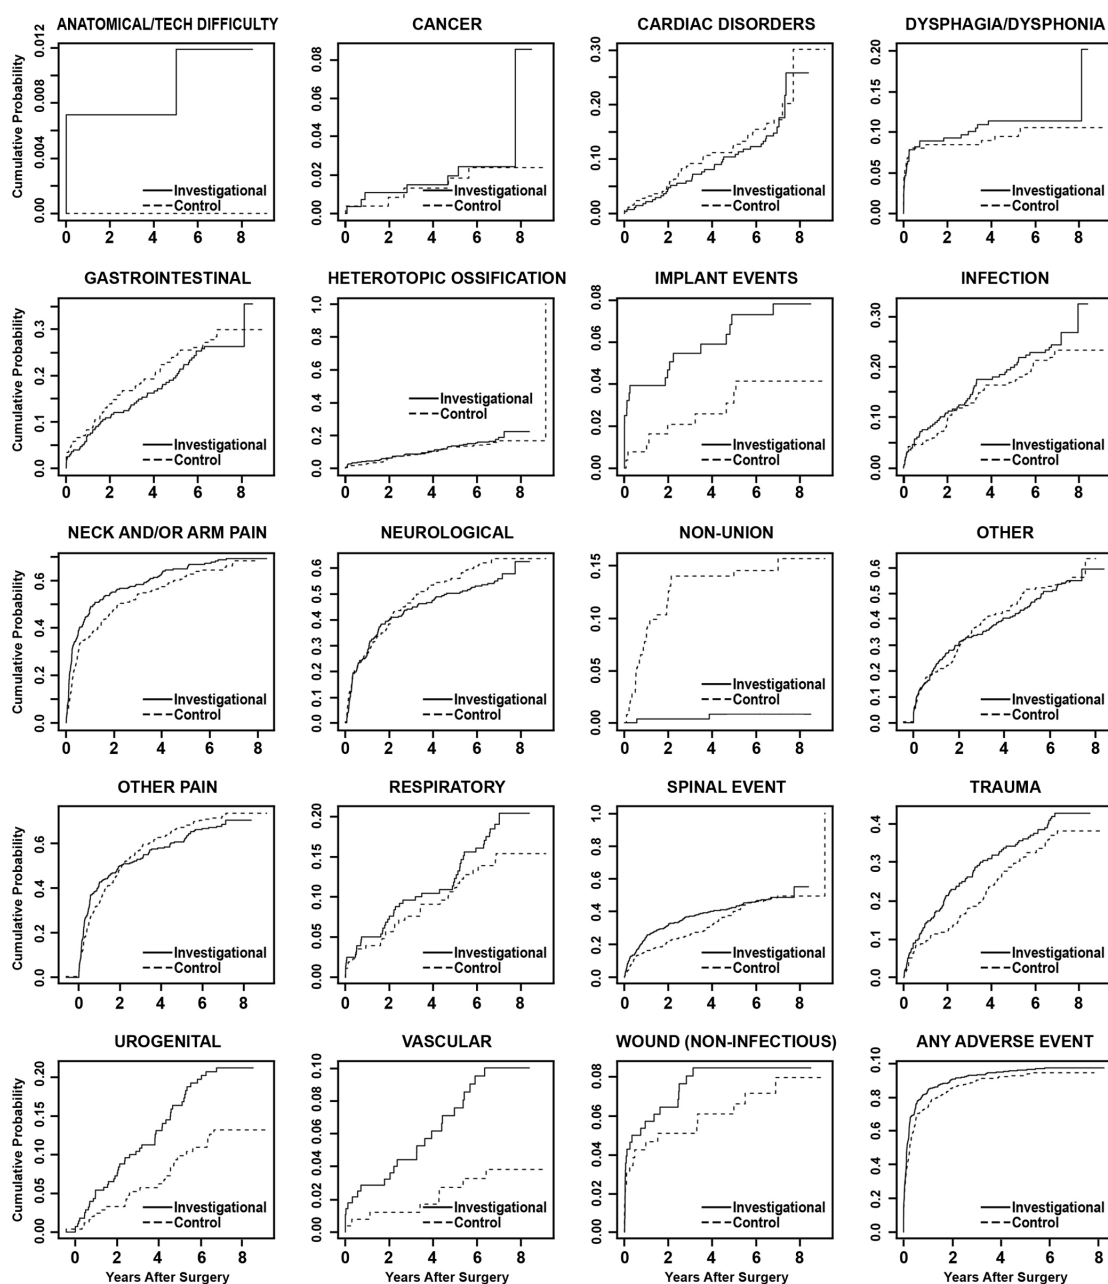 ANATOMICAL/TECH DIFFICULTY
Cumulative Probability
0.012
0.008
0.004
0.00
Investigational
Control
0 2 4 6 8
CANCER
0.08
0.06
0.04
0.02
0.00
Investigational
Control
0 2 4 6 8
CARDIAC DISORDERS
0.30
0.20
0.10
0.00
Investigational
Control
0 2 4 6 8
DYSPHAGIA/DYSPHONIA
0.20
0.15
0.10
0.05
0.00
Investigational
Control
0 2 4 6 8
GASTROINTESTINAL
Cumulative Probability
0.3
0.2
0.1
0.0
Investigational
Control
0 2 4 6 8
HETEROTOPIC OSSIFICATION
1.0
0.8
0.6
0.4
0.2
0.0
Investigational
Control
0 2 4 6 8
IMPLANT EVENTS
0.08
0.06
0.04
0.02
0.00
Investigational
Control
0 2 4 6 8
INFECTION
0.30
0.20
0.10
0.00
Investigational
Control
0 2 4 6 8
NECK AND/OR ARM PAIN
Cumulative Probability
0.6
0.4
0.2
0.0
Investigational
Control
0 2 4 6 8
NEUROLOGICAL
0.6
0.5
0.4
0.3
0.2
0.1
0.0
Investigational
Control
0 2 4 6 8
NON-UNION
0.15
0.10
0.05
0.00
Investigational
Control
0 2 4 6 8
OTHER
0.6
0.5
0.4
0.3
0.2
0.1
0.0
Investigational
Control
0 2 4 6 8
OTHER PAIN
Cumulative Probability
0.6
0.4
0.2
0.0
Investigational
Control
0 2 4 6 8
RESPIRATORY
0.20
0.15
0.10
0.05
0.00
Investigational
Control
0 2 4 6 8
SPINAL EVENT
1.0
0.8
0.6
0.4
0.2
0.0
Investigational
Control
0 2 4 6 8
TRAUMA
0.4
0.3
0.2
0.1
0.0
Investigational
Control
0 2 4 6 8
UROGENITAL
Cumulative Probability
0.20
0.15
0.10
0.05
0.00
Investigational
Control
0 2 4 6 8
Years After Surgery
VASCULAR
0.10
0.08
0.06
0.04
0.02
0.00
Investigational
Control
0 2 4 6 8
Years After Surgery
WOUND (NON-INFECTIOUS)
0.08
0.06
0.04
0.02
0.00
Investigational
Control
0 2 4 6 8
Years After Surgery
ANY ADVERSE EVENT
0.10
0.8
0.6
0.4
0.2
0.0
Investigational
Control
0 2 4 6 8
Years After Surgery